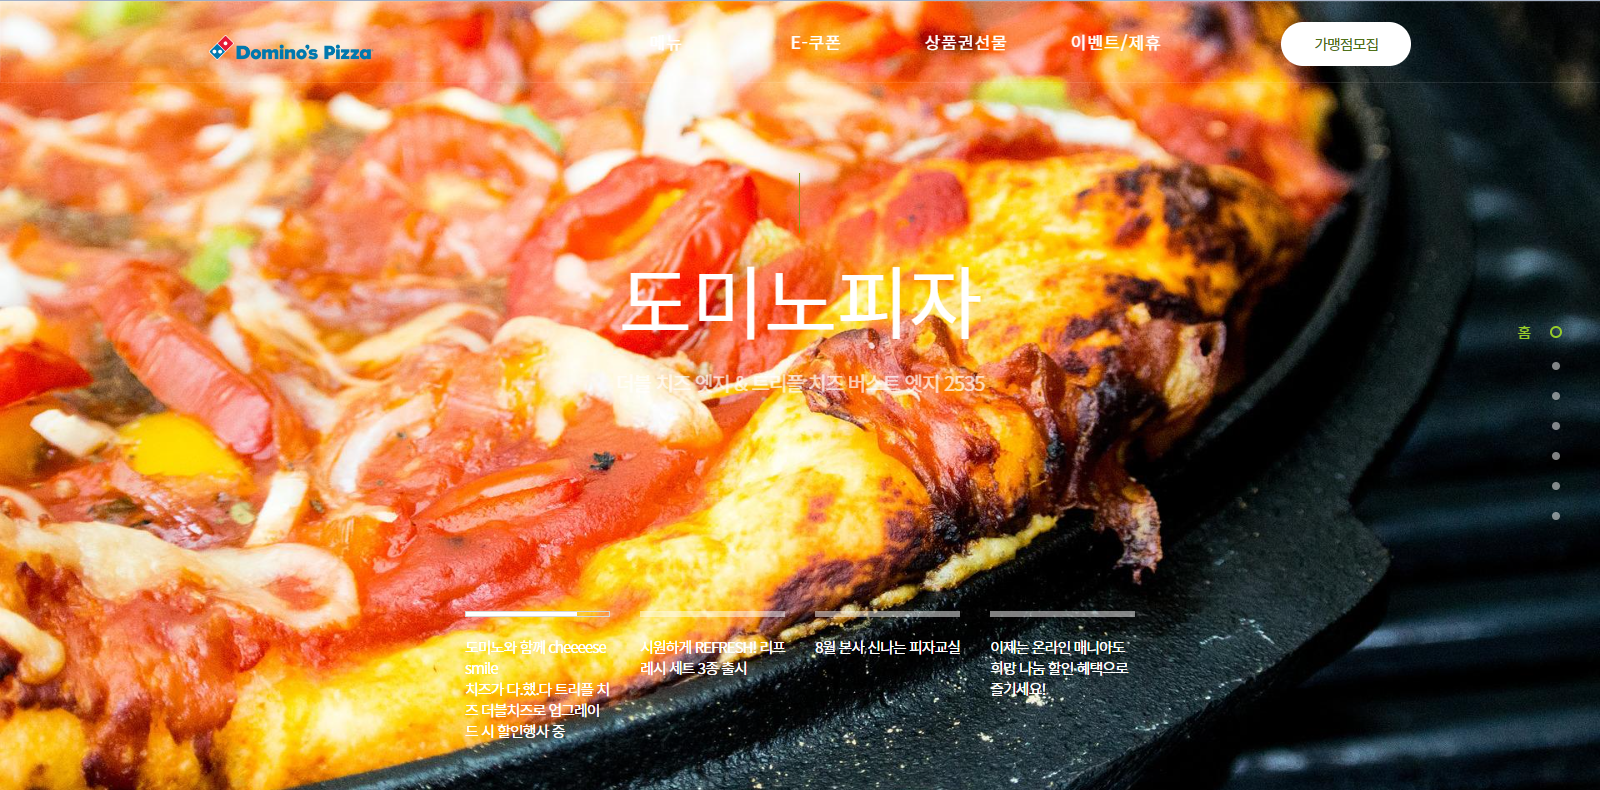 Domino's Pizza
메뉴
E-쿠폰
상품권선물
이벤트/제휴
가맹점모집
도미노피자
더블 치즈 엣지 & 트리플 치즈 버스트 엣지 2535
홈
도미노와 함께 cheeeese
smile
치즈가 다.했.다 트리플 치
즈 더블치즈로 업그레이
드 시 할인행사 중
시원하게 REFRESH! 리프
레시 세트 3종 출시
8월 본사, 신나는 피자교실
이제는 온라인 매니아도
희망 나눔 할인 혜택으로
즐기세요!